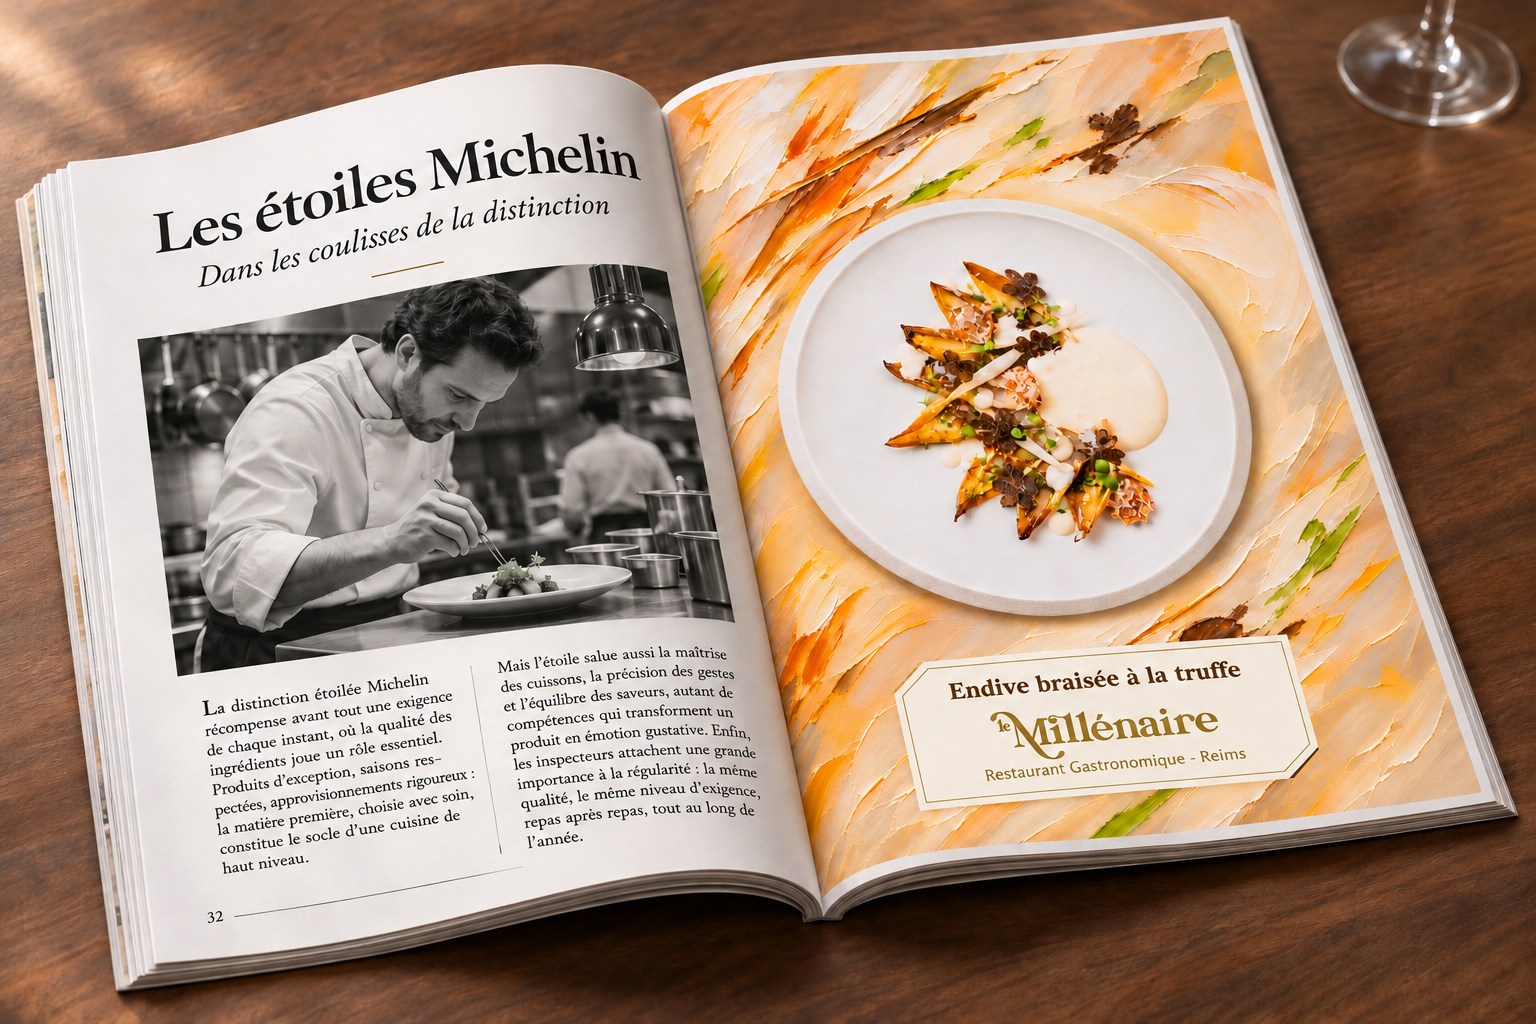 Les étoiles Michelin
Dans les coulisses de la distinction
La distinction étoilée Michelin
récompense avant tout une exigence
de chaque instant, où la qualité des
ingrédients joue un rôle essentiel.
Produits d'exception, saisons res-
pectées, approvisionnements rigoureux :
la matière première, choisie avec soin,
constitue le socle d'une cuisine de
haut niveau.
Mais l'étoile salue aussi la maîtrise
des cuissons, la précision des gestes
et l'équilibre des saveurs, autant de
compétences qui transforment un
produit en émotion gustative. Enfin,
les inspecteurs attachent une grande
importance à la régularité : la même
qualité, le même niveau d'exigence,
repas après repas, tout au long de
l'année.
32
Endive braisée à la truffe
le Millénaire
Restaurant Gastronomique - Reims